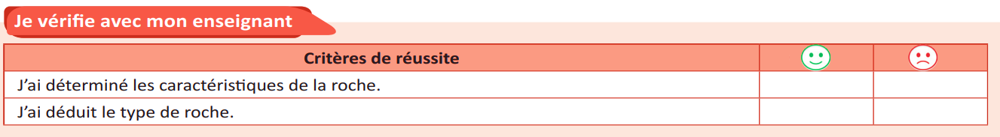 Je vérifie avec mon enseignant
Critères de réussite
J'ai déterminé les caractéristiques de la roche.
J'ai déduit le type de roche.